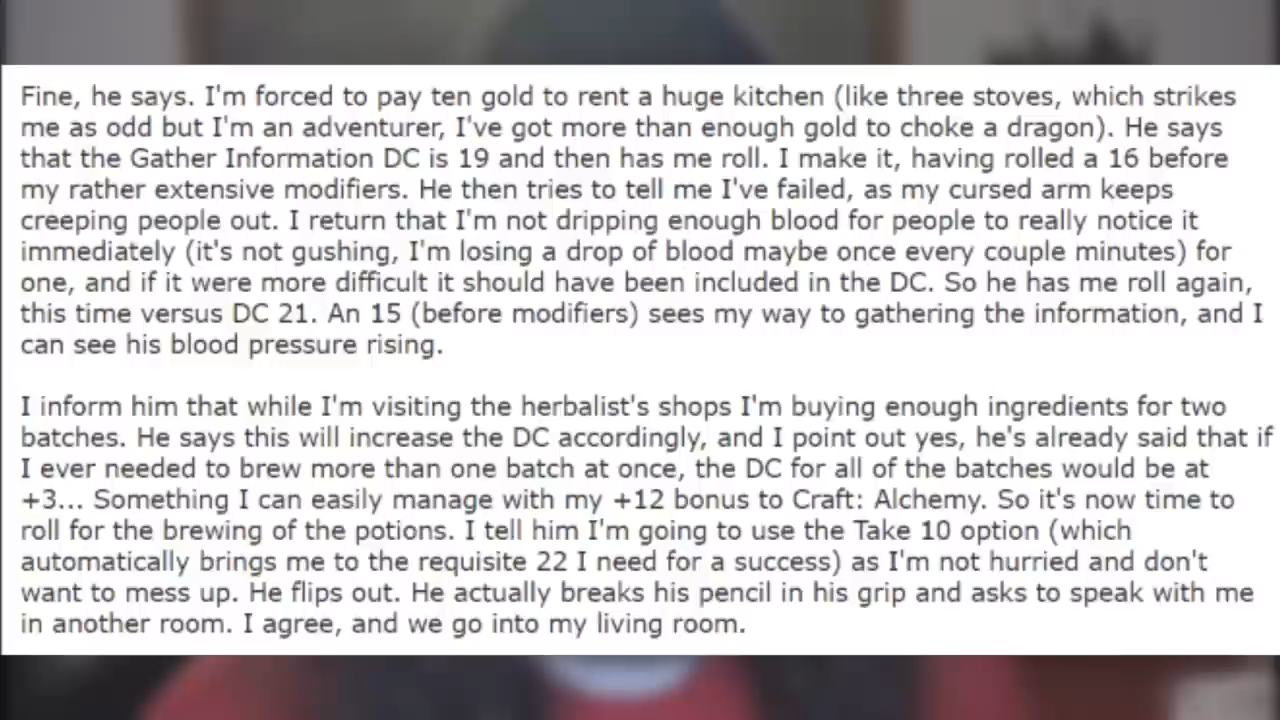 Fine, he says. I'm forced to pay ten gold to rent a huge kitchen (like three stoves, which strikes
me as odd but I'm an adventurer, I've got more than enough gold to choke a dragon). He says
that the Gather Information DC is 19 and then has me roll. I make it, having rolled a 16 before
my rather extensive modifiers. He then tries to tell me I've failed, as my cursed arm keeps
creeping people out. I return that I'm not dripping enough blood for people to really notice it
immediately (it's not gushing, I'm losing a drop of blood maybe once every couple minutes) for
one, and if it were more difficult it should have been included in the DC. So he has me roll again,
this time versus DC 21. An 15 (before modifiers) sees my way to gathering the information, and I
can see his blood pressure rising.
I inform him that while I'm visiting the herbalist's shops I'm buying enough ingredients for two
batches. He says this will increase the DC accordingly, and I point out yes, he's already said that if
I ever needed to brew more than one batch at once, the DC for all of the batches would be at
+3... Something I can easily manage with my +12 bonus to Craft: Alchemy. So it's now time to
roll for the brewing of the potions. I tell him I'm going to use the Take 10 option (which
automatically brings me to the requisite 22 I need for a success) as I'm not hurried and don't
want to mess up. He flips out. He actually breaks his pencil in his grip and asks to speak with me
in another room. I agree, and we go into my living room.